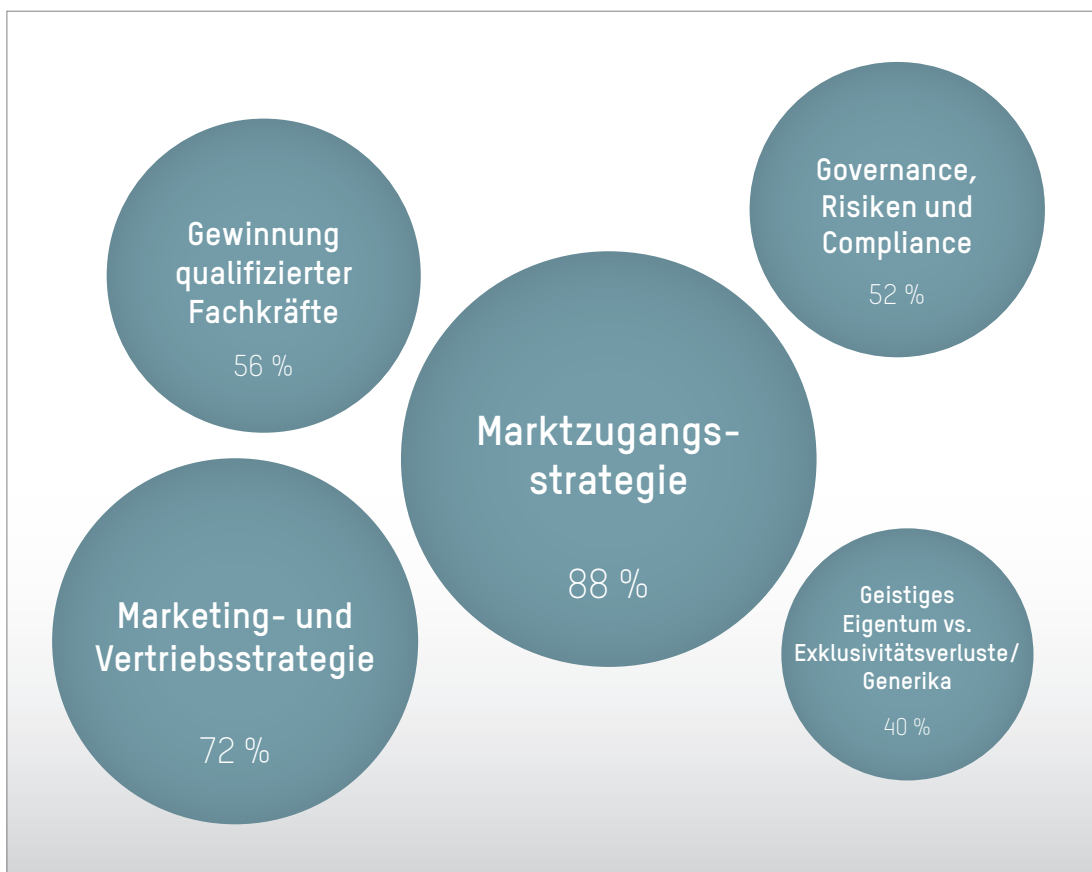 Gewinnung
qualifizierter
Fachkräfte
56 %
Governance,
Risiken und
Compliance
52 %
Marktzugangs-
strategie
88 %
Marketing- und
Vertriebsstrategie
72 %
Geistiges
Eigentum vs.
Exklusivitätsverluste/
Generika
40 %